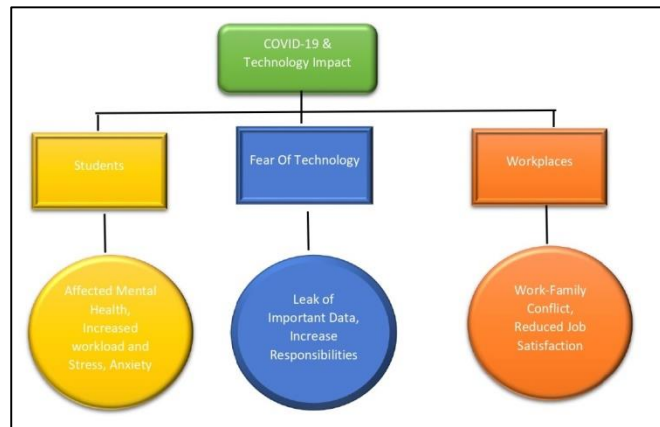 COVID-19 &
Technology Impact
Students
Fear Of Technology
Workplaces
Affected Mental
Health,
Increased
workload and
Stress, Anxiety
Leak of
Important Data,
Increase
Responsibilities
Work-Family
Conflict,
Reduced Job
Satisfaction